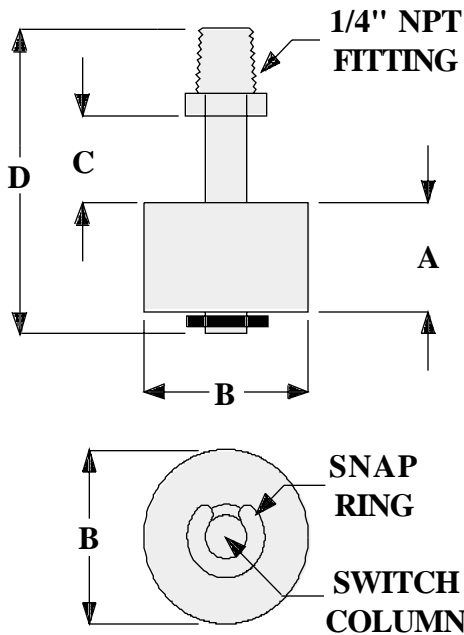 1/4" NPT
FITTING
C
D
A
B
SNAP
RING
B
SWITCH
COLUMN